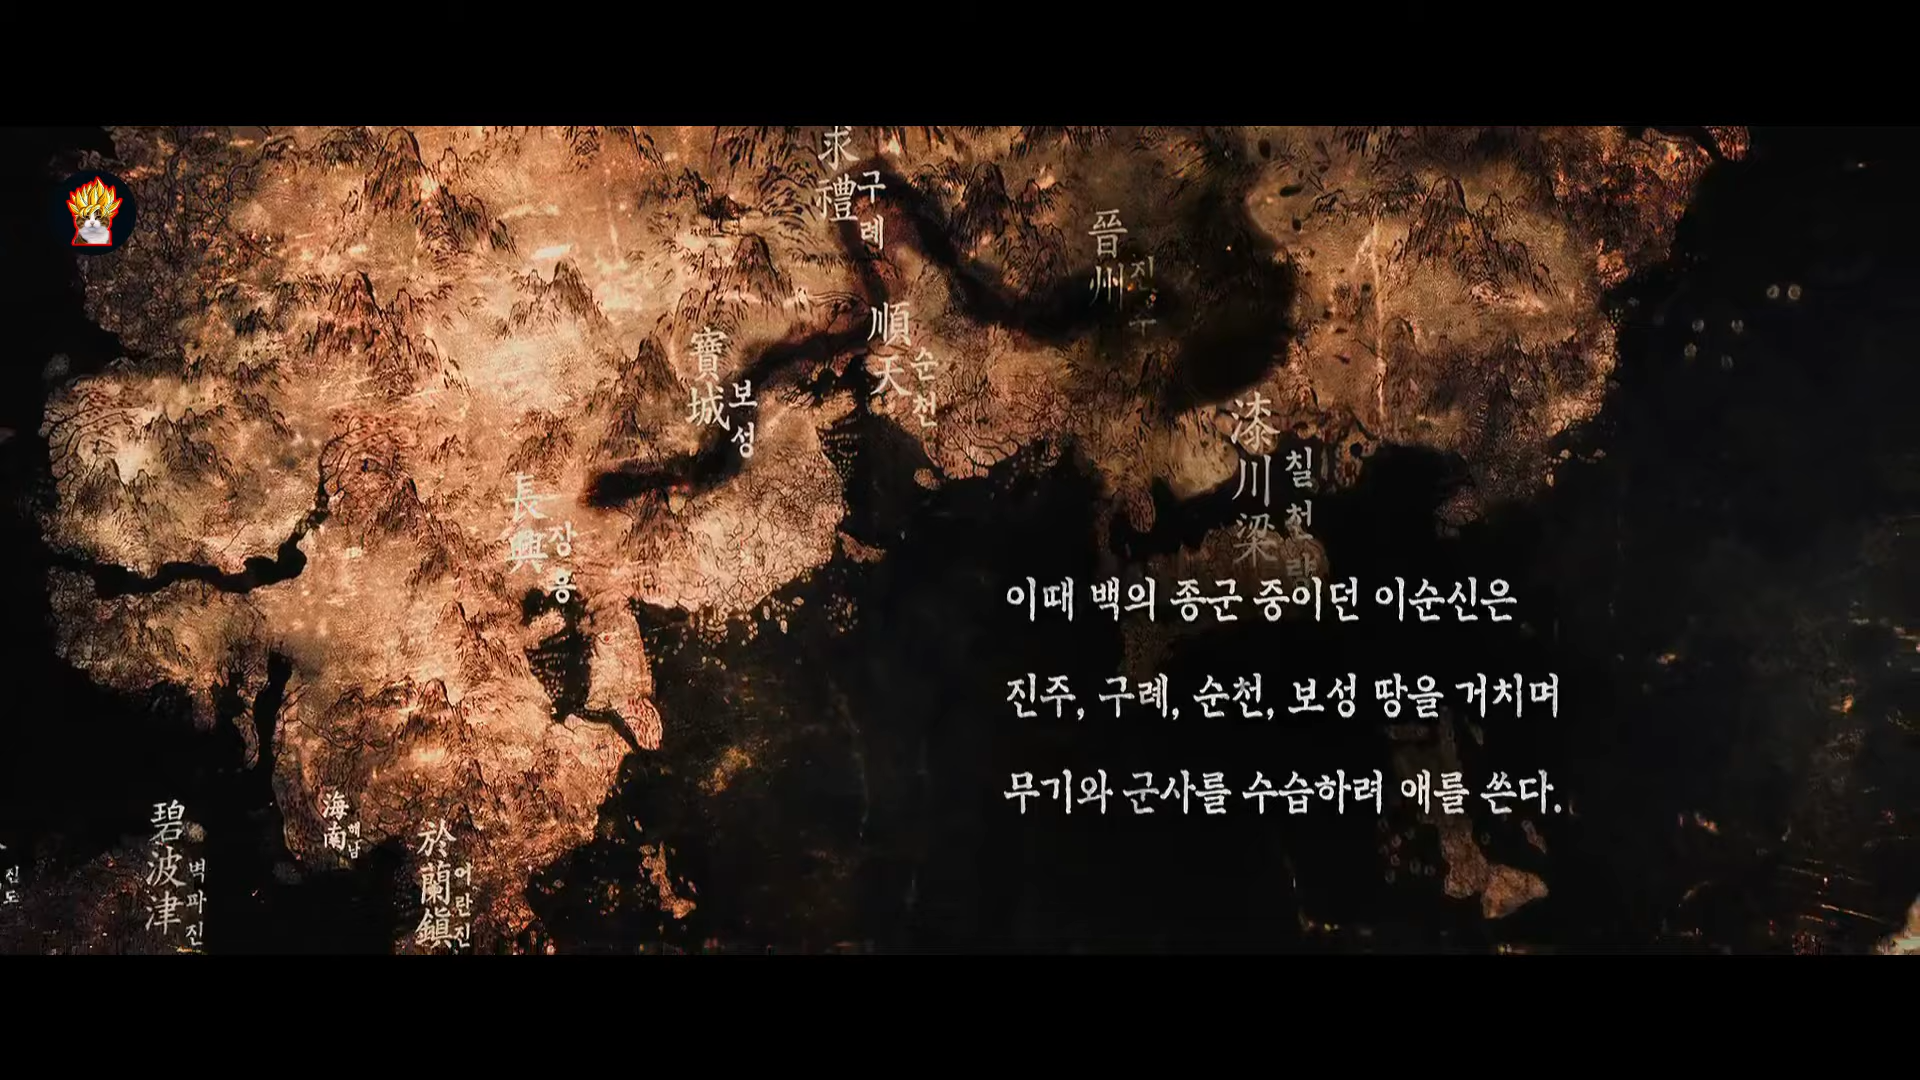 求禮
구례
晉州
진주
順天
순천
寶城
보성
漆川梁
칠천량
長興
장흥
이때 백의 종군 중이던 이순신은
진주, 구례, 순천, 보성 땅을 거치며
무기와 군사를 수습하려 애를 쓴다.
海南
해남
碧波津
벽파진
於蘭鎭
어란진
진도